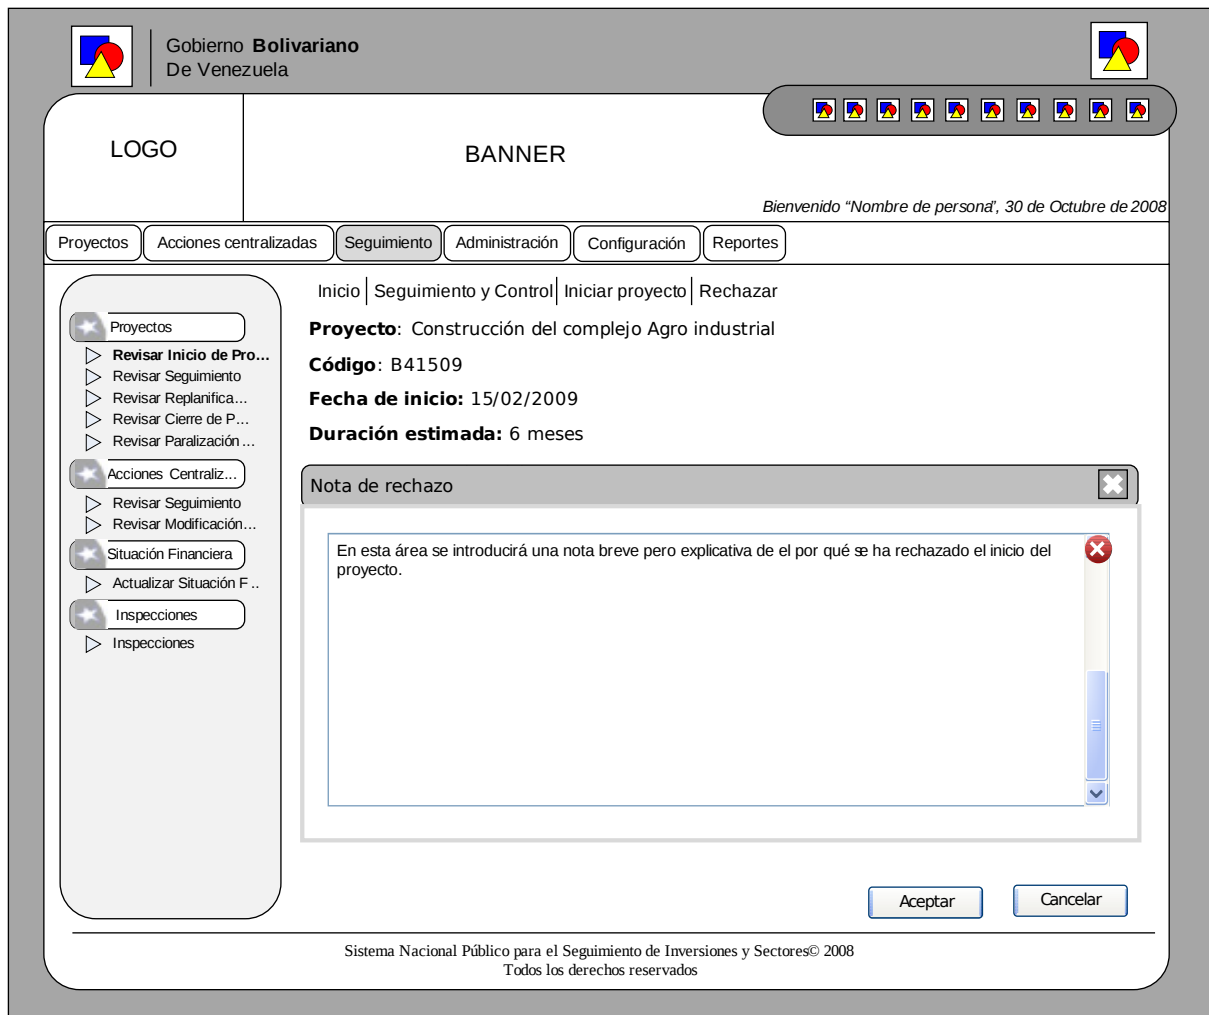 Gobierno Bolivariano
De Venezuela
LOGO
BANNER
Bienvenido “Nombre de persona”, 30 de Octubre de 2008
Proyectos
Acciones centralizadas
Seguimiento
Administración
Configuración
Reportes
Inicio
Seguimiento y Control
Iniciar proyecto
Rechazar
Proyectos
Revisar Inicio de Pro...
Revisar Seguimiento
Revisar Replanifica...
Revisar Cierre de P...
Revisar Paralización ...
Acciones Centraliz...
Revisar Seguimiento
Revisar Modificación...
Situación Financiera
Actualizar Situación F ..
Inspecciones
Inspecciones
Proyecto: Construcción del complejo Agro industrial
Código: B41509
Fecha de inicio: 15/02/2009
Duración estimada: 6 meses
Nota de rechazo
En esta área se introducirá una nota breve pero explicativa de el por qué se ha rechazado el inicio del
proyecto.
Aceptar
Cancelar
Sistema Nacional Público para el Seguimiento de Inversiones y Sectores© 2008
Todos los derechos reservados